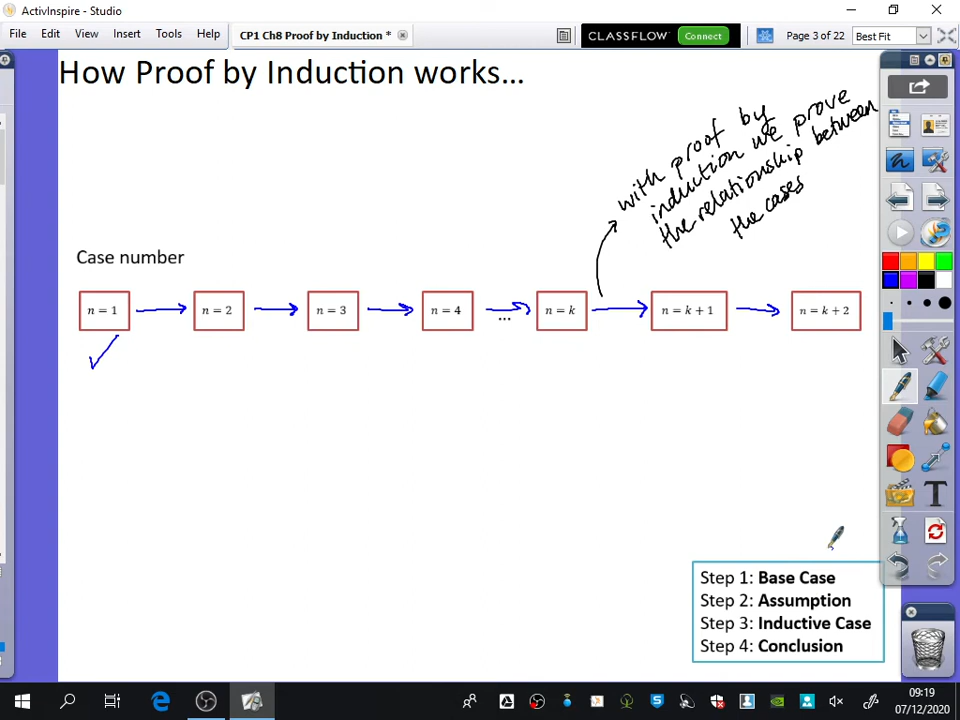 ActivInspire - Studio
File Edit View Insert Tools Help CP1 Ch8 Proof by Induction * CLASSFLOW Connect Page 3 of 22 Best Fit
How Proof by Induction works...
with proof by
induction we prove
the relationship between
the cases
Case number
n = 1 n = 2 n = 3 n = 4 ... n = k n = k + 1 n = k + 2
Step 1: Base Case
Step 2: Assumption
Step 3: Inductive Case
Step 4: Conclusion
09:19
07/12/2020